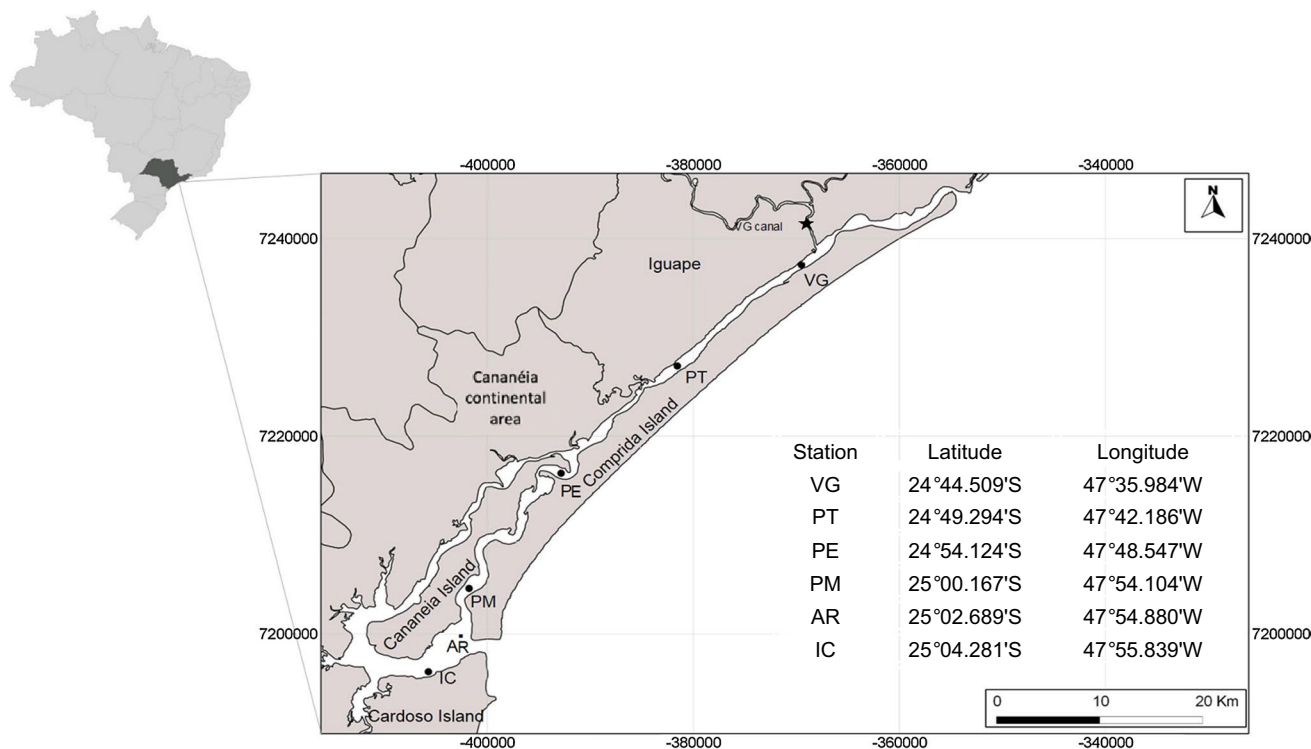 -400000 -380000 -360000 -340000
N
VG canal
7240000 7240000
Iguape
VG
PT
Cananéia
continental
area
Comprida Island
7220000 7220000
PE
Station Latitude Longitude
VG 24°44.509'S 47°35.984'W
PT 24°49.294'S 47°42.186'W
PE 24°54.124'S 47°48.547'W
PM 25°00.167'S 47°54.104'W
AR 25°02.689'S 47°54.880'W
IC 25°04.281'S 47°55.839'W
Cananeia Island
PM
7200000 7200000
AR
IC
Cardoso Island
0 10 20 Km
-400000 -380000 -360000 -340000